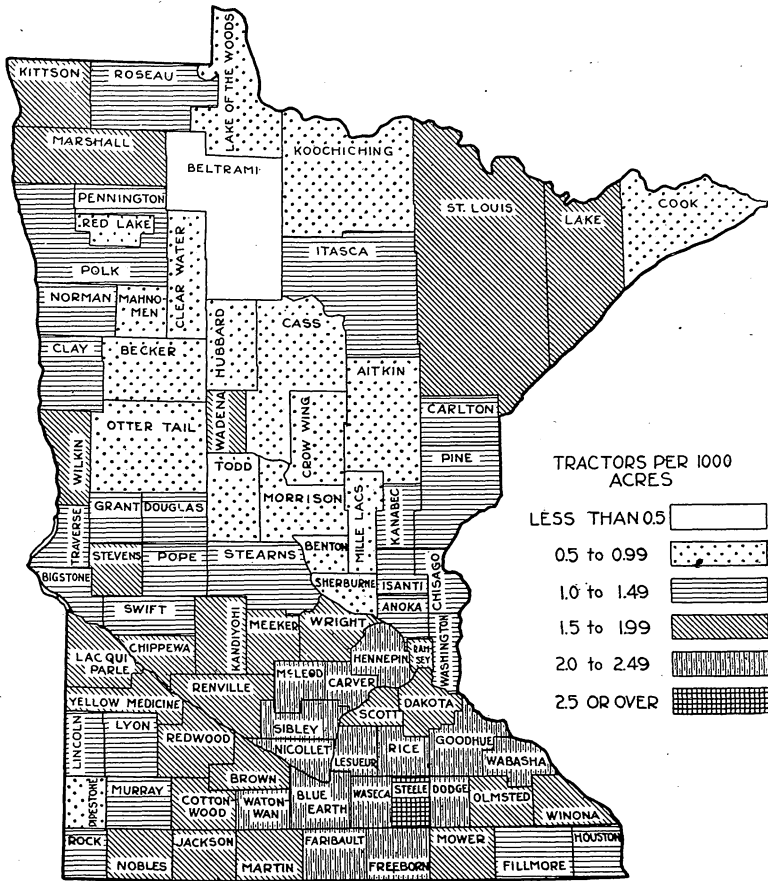 KITTSON
ROSEAU
LAKE OF THE WOODS
MARSHALL
BELTRAMI
KOOCHICHING
ST. LOUIS
LAKE
COOK
PENNINGTON
RED LAKE
CLEAR WATER
ITASCA
POLK
NORMAN
MAHNO-
MEN
HUBBARD
CASS
CLAY
BECKER
AITKIN
WADENA
CROW WING
CARLTON
OTTER TAIL
WILKIN
TODD
PINE
MORRISON
MILLE LACS
KANABEC
GRANT
DOUGLAS
TRAVERSE
STEVENS
POPE
STEARNS
BENTON
BIGSTONE
SHERBURNE
ISANTI
CHISAGO
ANOKA
SWIFT
KANDIYOHI
MEEKER
WRIGHT
WASHINGTON
LAC QUI
PARLE
CHIPPEWA
HENNEPIN
RAM-
SEY
MCLEOD
CARVER
RENVILLE
YELLOW MEDICINE
SCOTT
DAKOTA
LINCOLN
LYON
REDWOOD
SIBLEY
NICOLLET
LESUEUR
RICE
GOODHUE
WABASHA
BROWN
PIPESTONE
MURRAY
COTTON
WOOD
WATON-
WAN
BLUE
EARTH
WASECA
STEELE
DODGE
OLMSTED
WINONA
ROCK
NOBLES
JACKSON
MARTIN
FARIBAULT
FREEBORN
MOWER
FILLMORE
HOUSTON
TRACTORS PER 1000
ACRES
LESS THAN 0.5
0.5 to 0.99
1.0 to 1.49
1.5 to 1.99
2.0 to 2.49
2.5 OR OVER